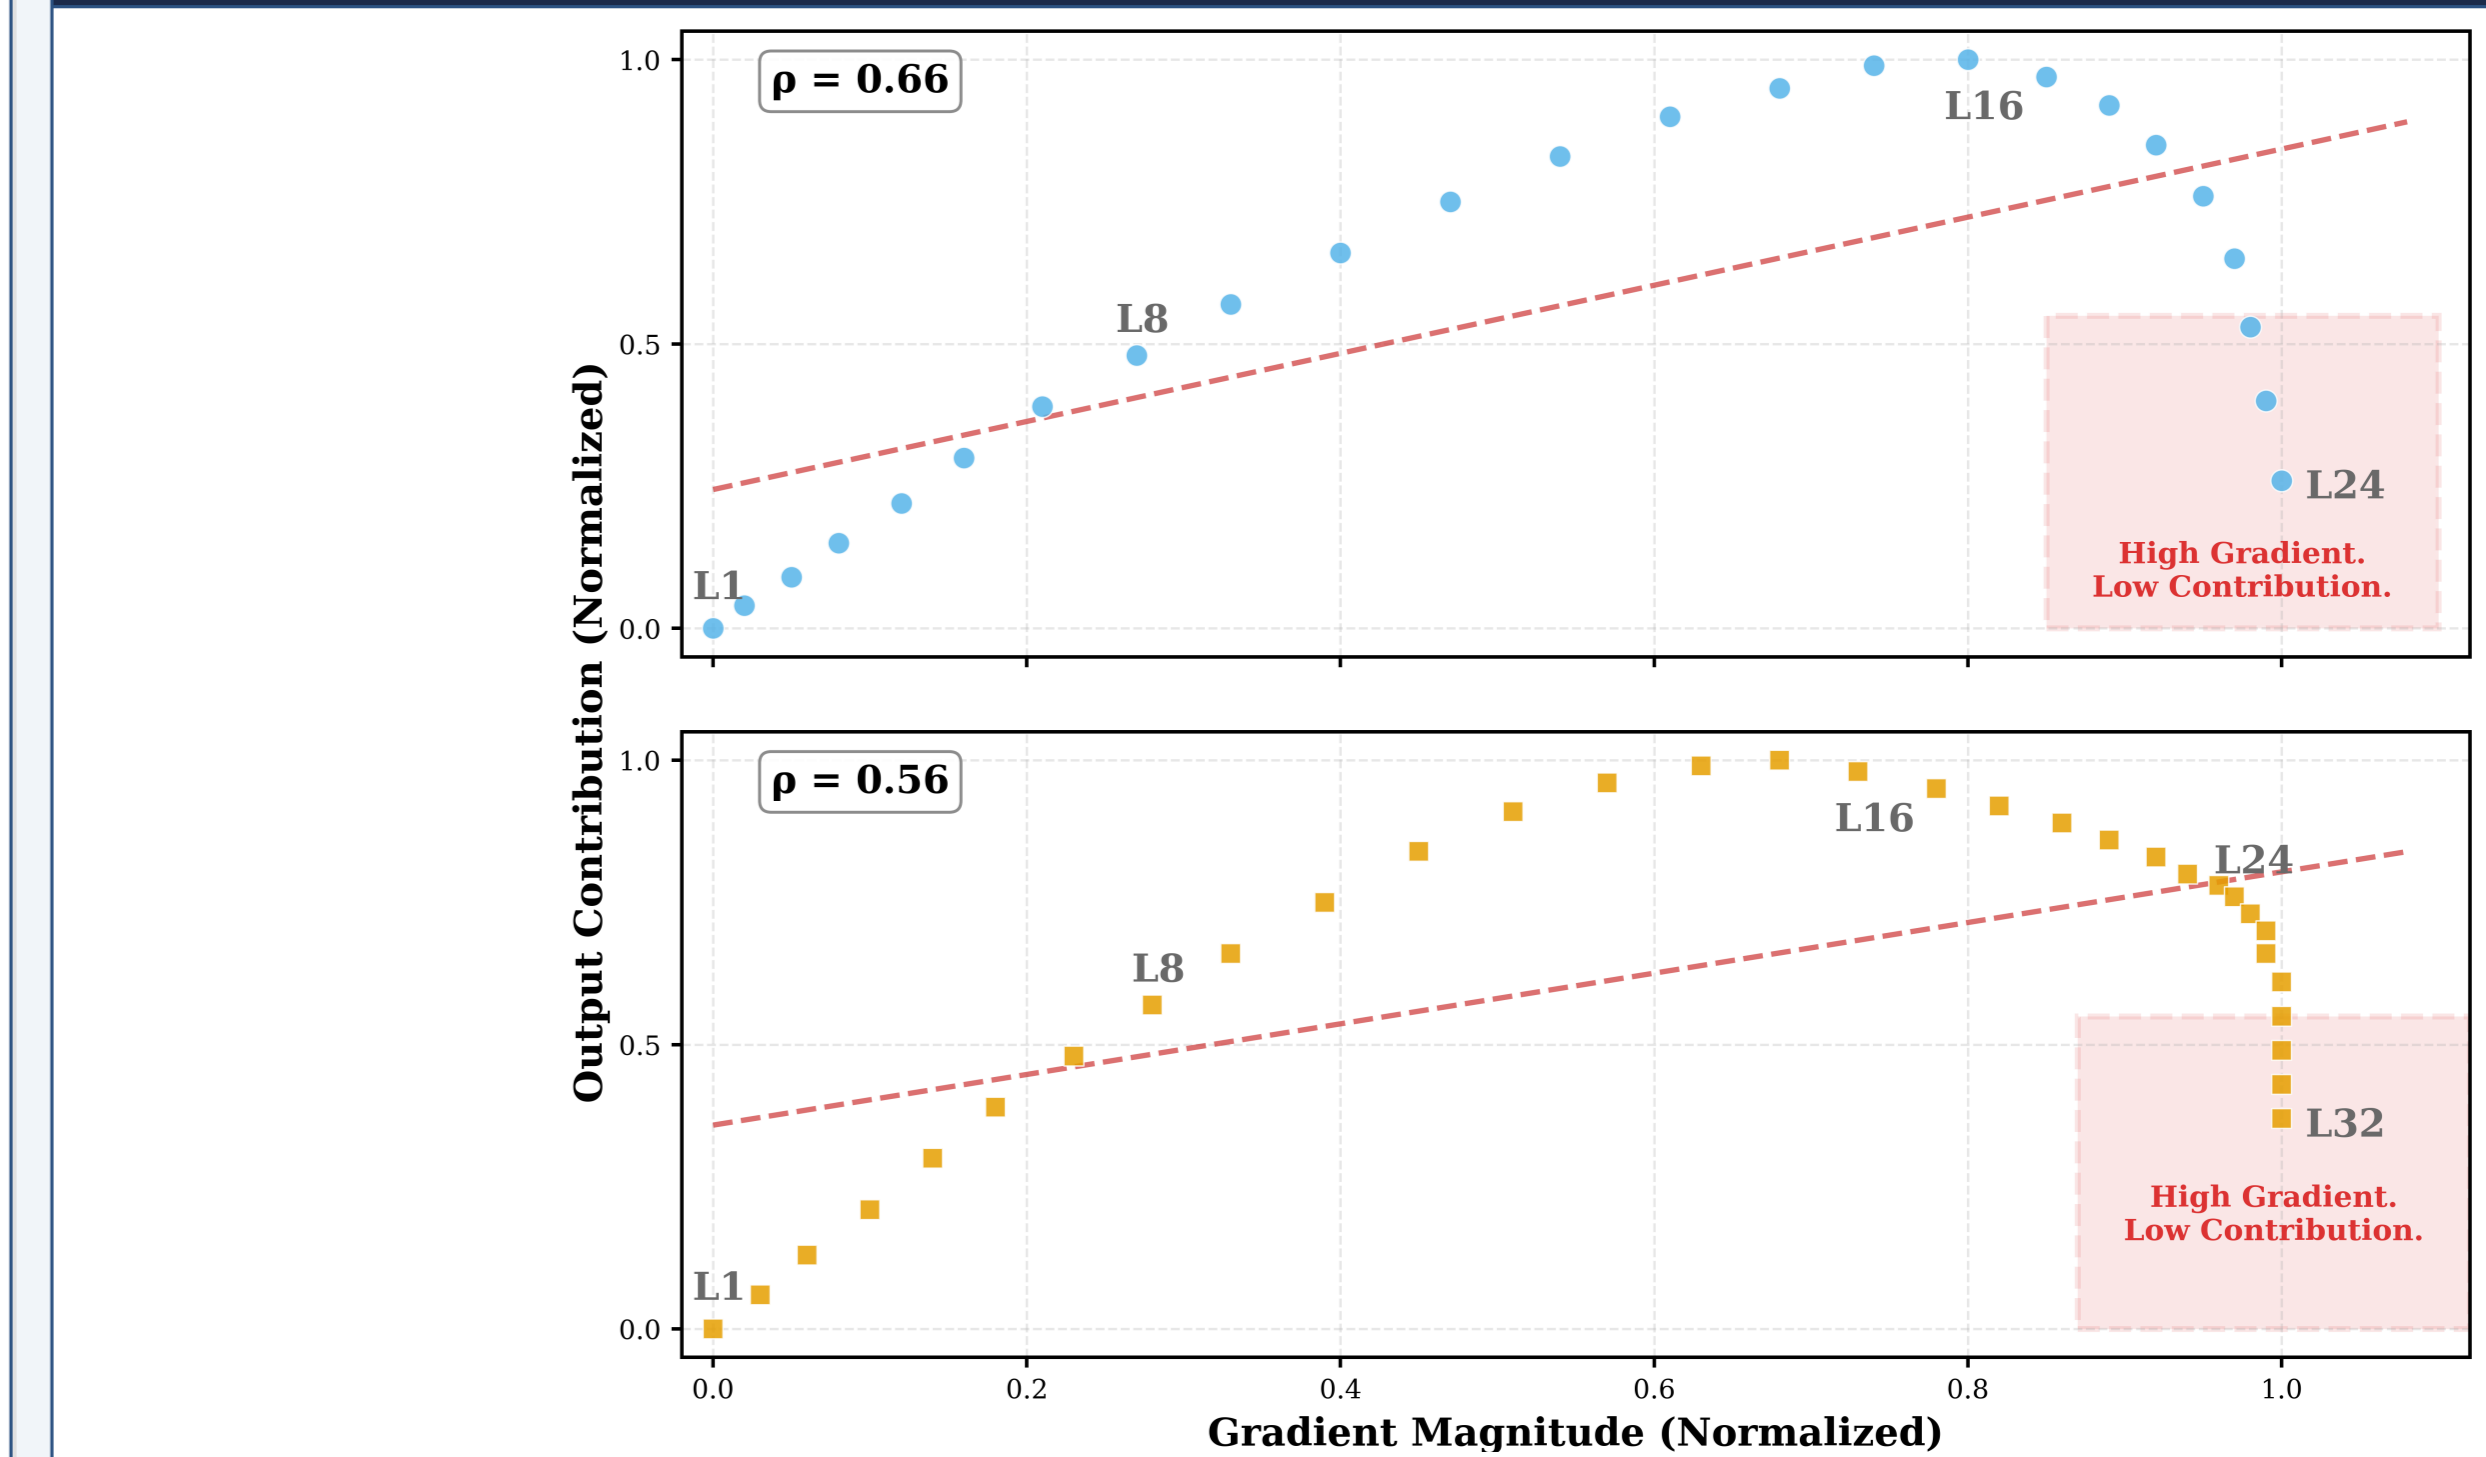 Output Contribution (Normalized)
1.0
0.5
0.0
ρ = 0.66
L1
L8
L16
L24
High Gradient.
Low Contribution.
1.0
0.5
0.0
ρ = 0.56
L1
L8
L16
L24
L32
High Gradient.
Low Contribution.
0.0 0.2 0.4 0.6 0.8 1.0
Gradient Magnitude (Normalized)